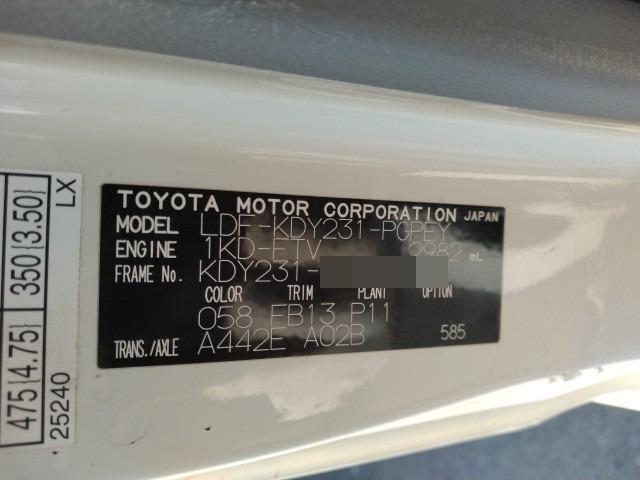 TOYOTA MOTOR CORPORATION JAPAN
MODEL LDF-KDY231-PCPEY
ENGINE 1KD-FTV 2982 mL
FRAME No. KDY231-
COLOR TRIM PLANT OPTION
058 EB13 P11
TRANS./AXLE A442E A02B 585
475(4.75) 350(3.50)
25240 LX